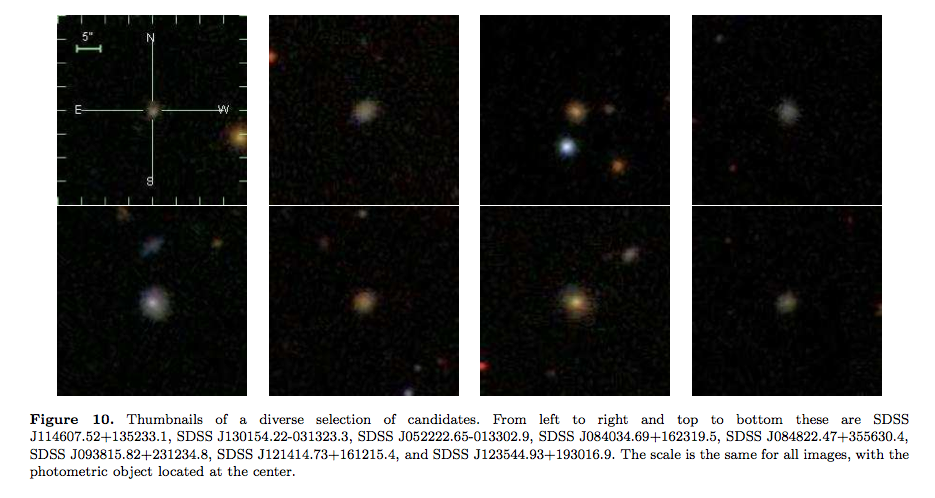 5"
N
E
W
S
Figure 10. Thumbnails of a diverse selection of candidates. From left to right and top to bottom these are SDSS
J114607.52+135233.1, SDSS J130154.22-031323.3, SDSS J052222.65-013302.9, SDSS J084034.69+162319.5, SDSS J084822.47+355630.4,
SDSS J093815.82+231234.8, SDSS J121414.73+161215.4, and SDSS J123544.93+193016.9. The scale is the same for all images, with the
photometric object located at the center.